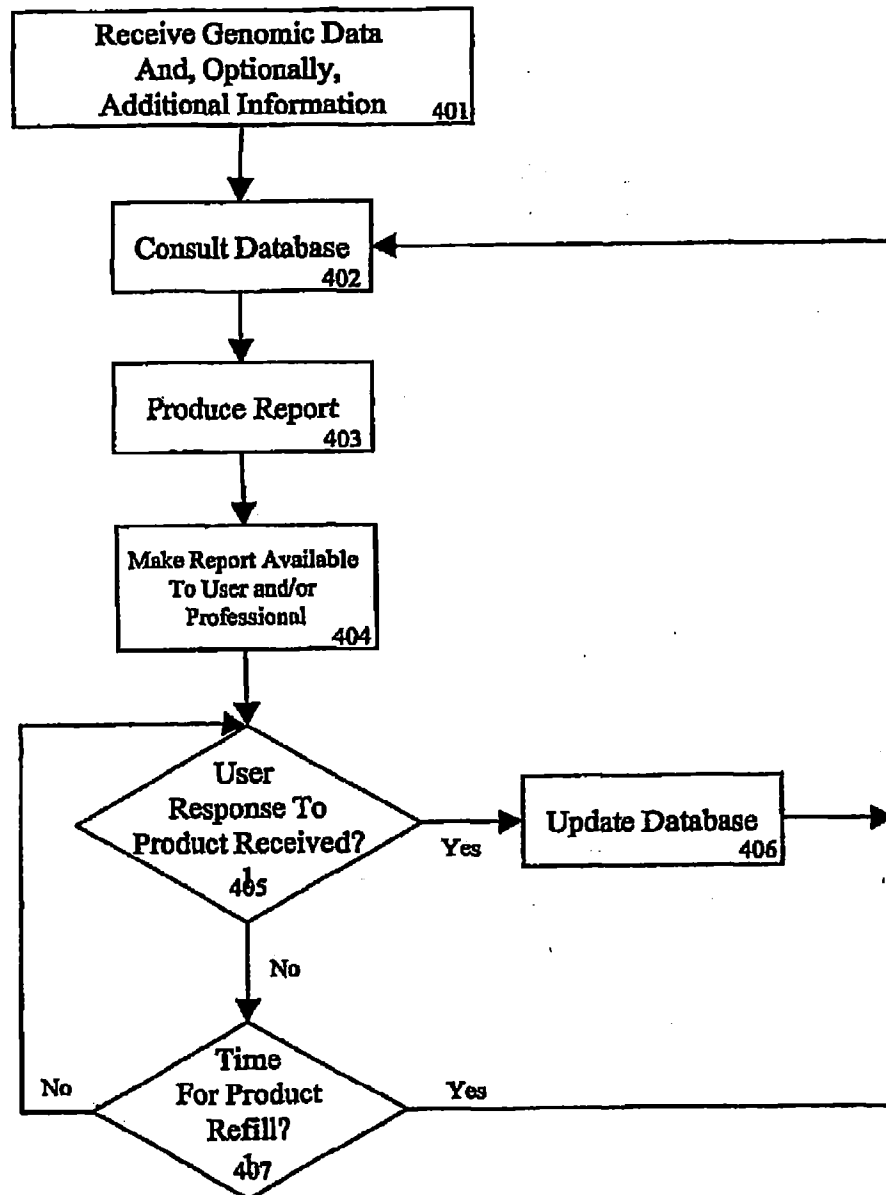 Receive Genomic Data
And, Optionally,
Additional Information
401
Consult Database
402
Produce Report
403
Make Report Available
To User and/or
Professional
404
User
Response To
Product Received?
405
Yes
Update Database
406
No
Time
For Product
Refill?
407
No
Yes